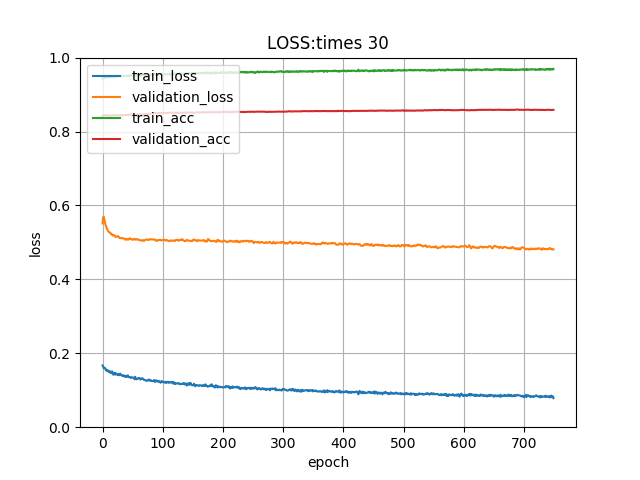 LOSS:times 30
1.0
0.8
0.6
0.4
0.2
0.0
loss
train_loss
validation_loss
train_acc
validation_acc
0 100 200 300 400 500 600 700
epoch